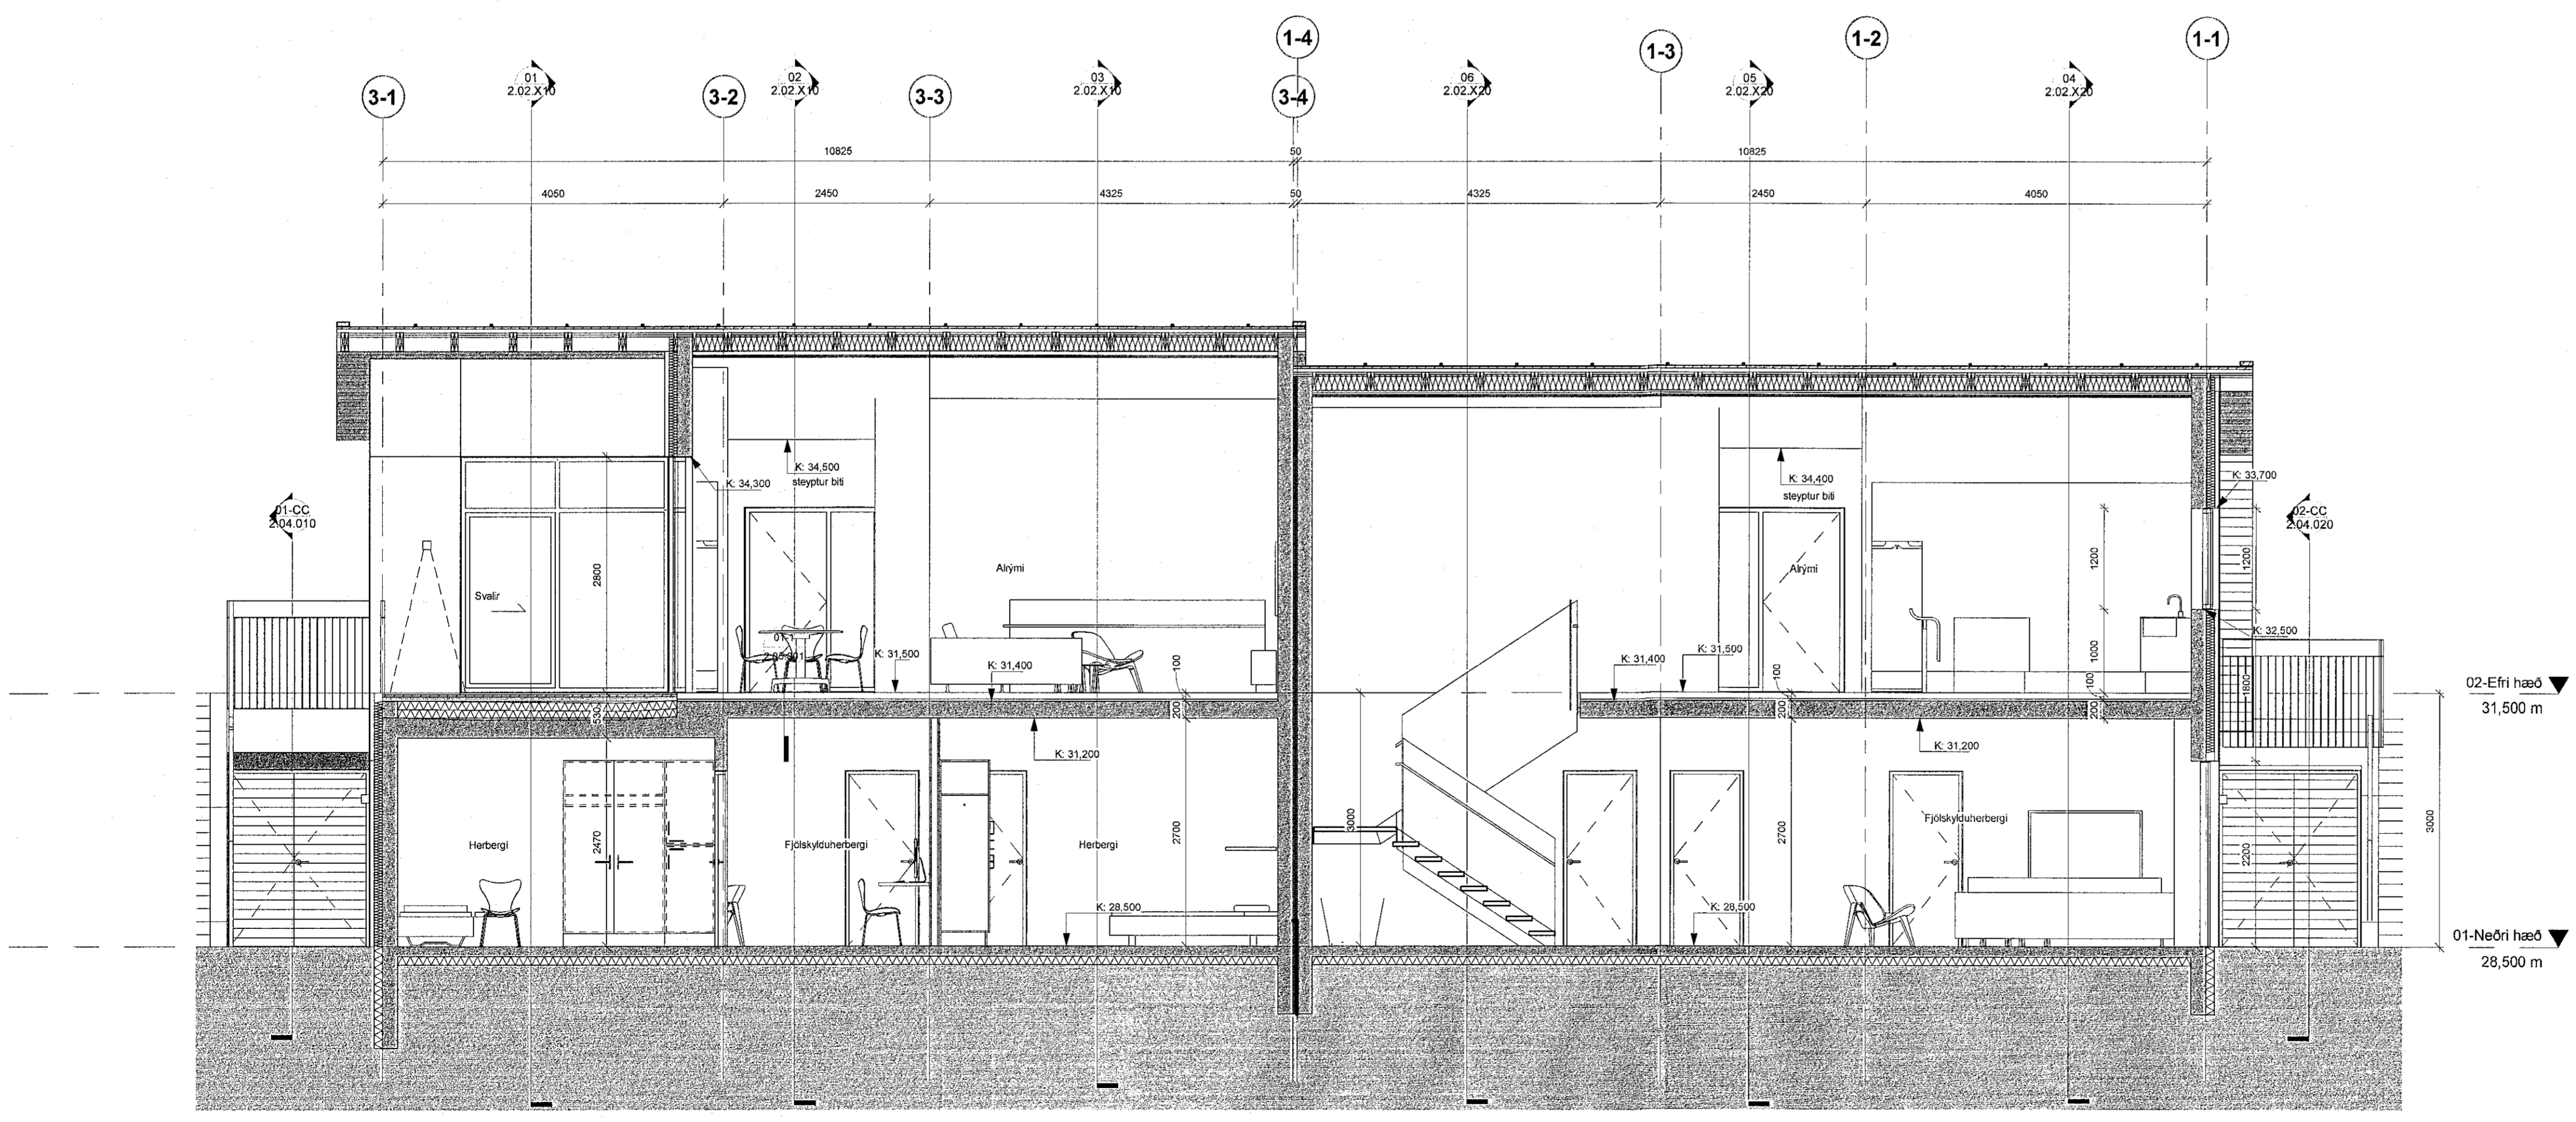 1-4
1-3
1-2
1-1
01
2.02.X10
02
2.02.X10
03
2.02.X10
06
2.02.X20
05
2.02.X20
04
2.02.X20
3-1
3-2
3-3
3-4
10825
50
10825
4050
2450
4325
50
4325
2450
4050
K: 34,500
steyptur biti
K: 34,300
K: 34,400
steyptur biti
K: 33,700
01-CC
2.04.010
02-CC
2.04.020
2800
Svalir
Alrými
Alrými
1200
1200
K: 32,500
K: 31,500
K: 31,400
100
K: 31,400
K: 31,500
100
1000
100
1800
02-Efri hæð
31,500 m
530
200
200
200
K: 31,200
K: 31,200
Herbergi
2470
Fjölskylduherbergi
Herbergi
2700
3000
2700
Fjölskylduherbergi
2200
3000
K: 28,500
K: 28,500
01-Neðri hæð
28,500 m